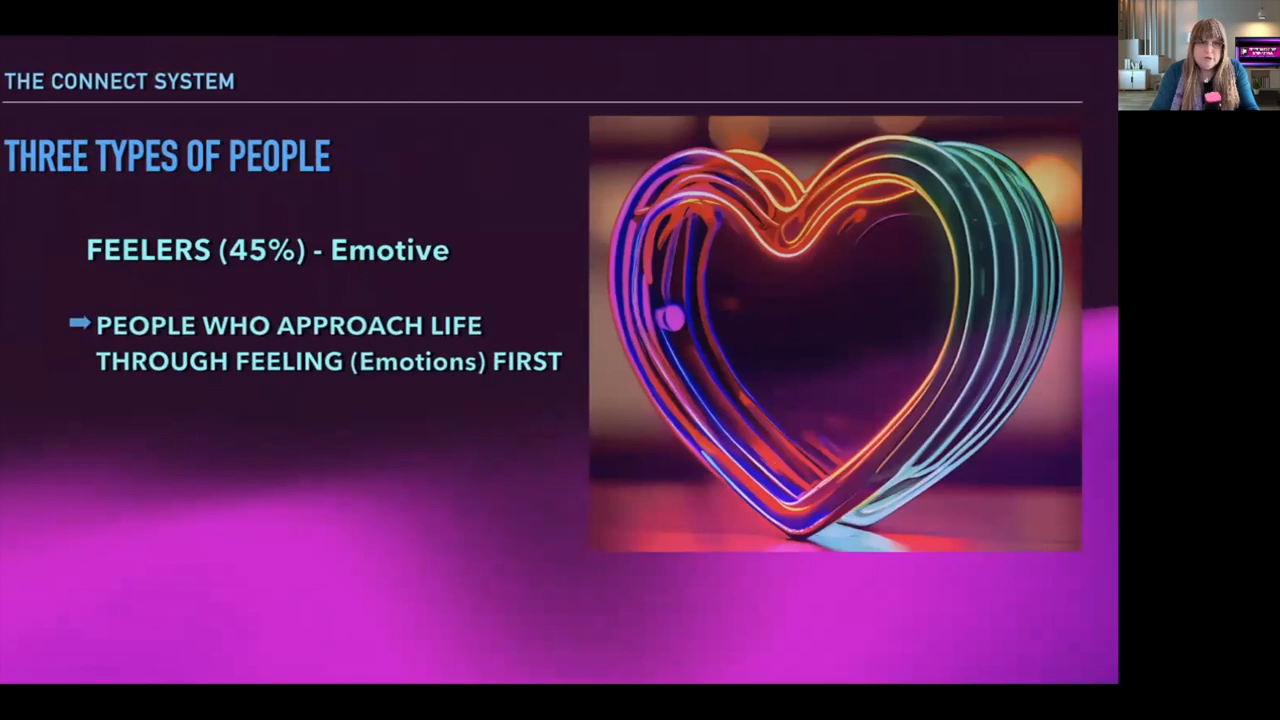 THE CONNECT SYSTEM
THREE TYPES OF PEOPLE
FEELERS (45%) - Emotive
➡ PEOPLE WHO APPROACH LIFE
THROUGH FEELING (Emotions) FIRST